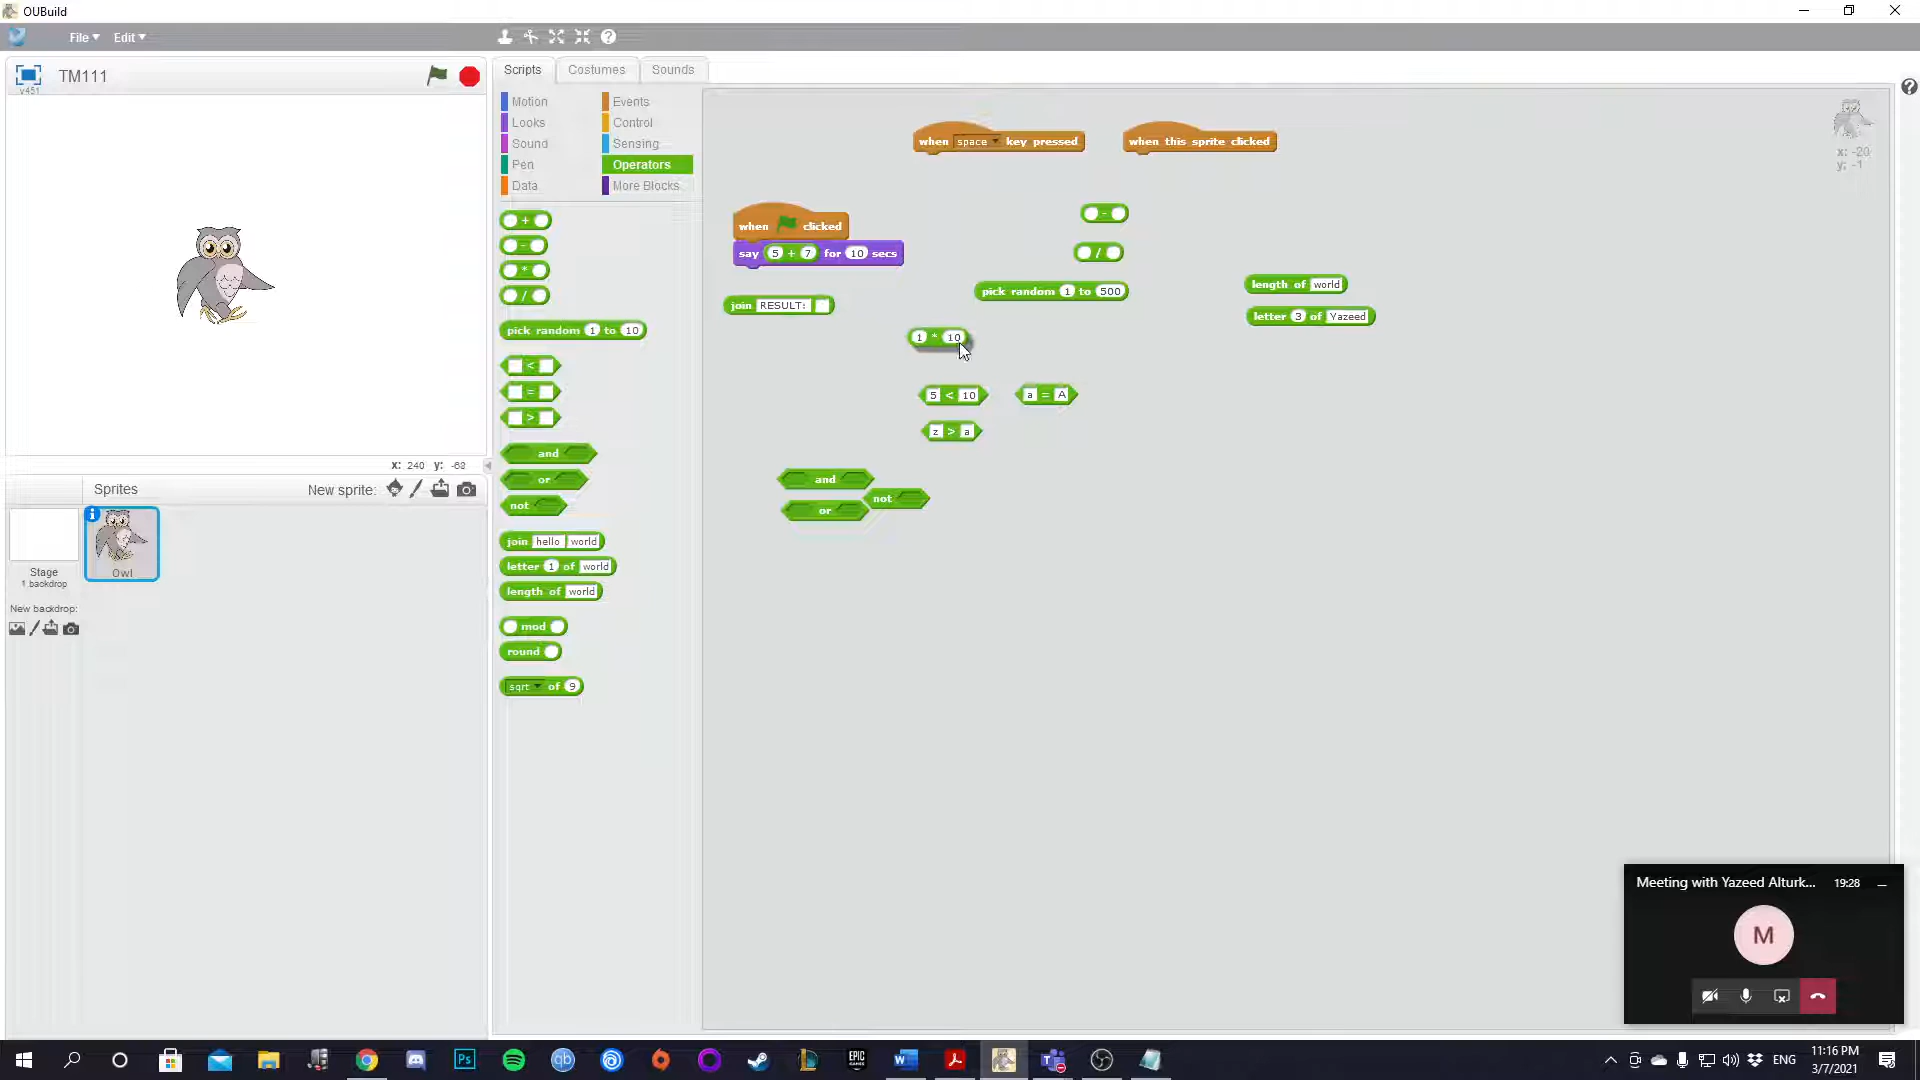 OUBuild
File Edit
TM111
v451
Scripts Costumes Sounds
Motion Events
Looks Control
Sound Sensing
Pen Operators
Data More Blocks
+
-
*
/
pick random 1 to 10
<
=
>
and
or
not
join hello world
letter 1 of world
length of world
mod
round
sqrt of 9
when space key pressed
when this sprite clicked
x: -20
y: -1
when clicked
say 5 + 7 for 10 secs
-
/
join RESULT:
pick random 1 to 500
length of world
letter 3 of Yazeed
1 * 10
5 < 10
a = A
z > a
and
not
or
x: 240 y: -62
Sprites New sprite:
Stage
1 backdrop
Owl
New backdrop:
Meeting with Yazeed Alturk... 19:28
M
ENG
11:16 PM
3/7/2021
Ps
qb
EPIC
GAMES